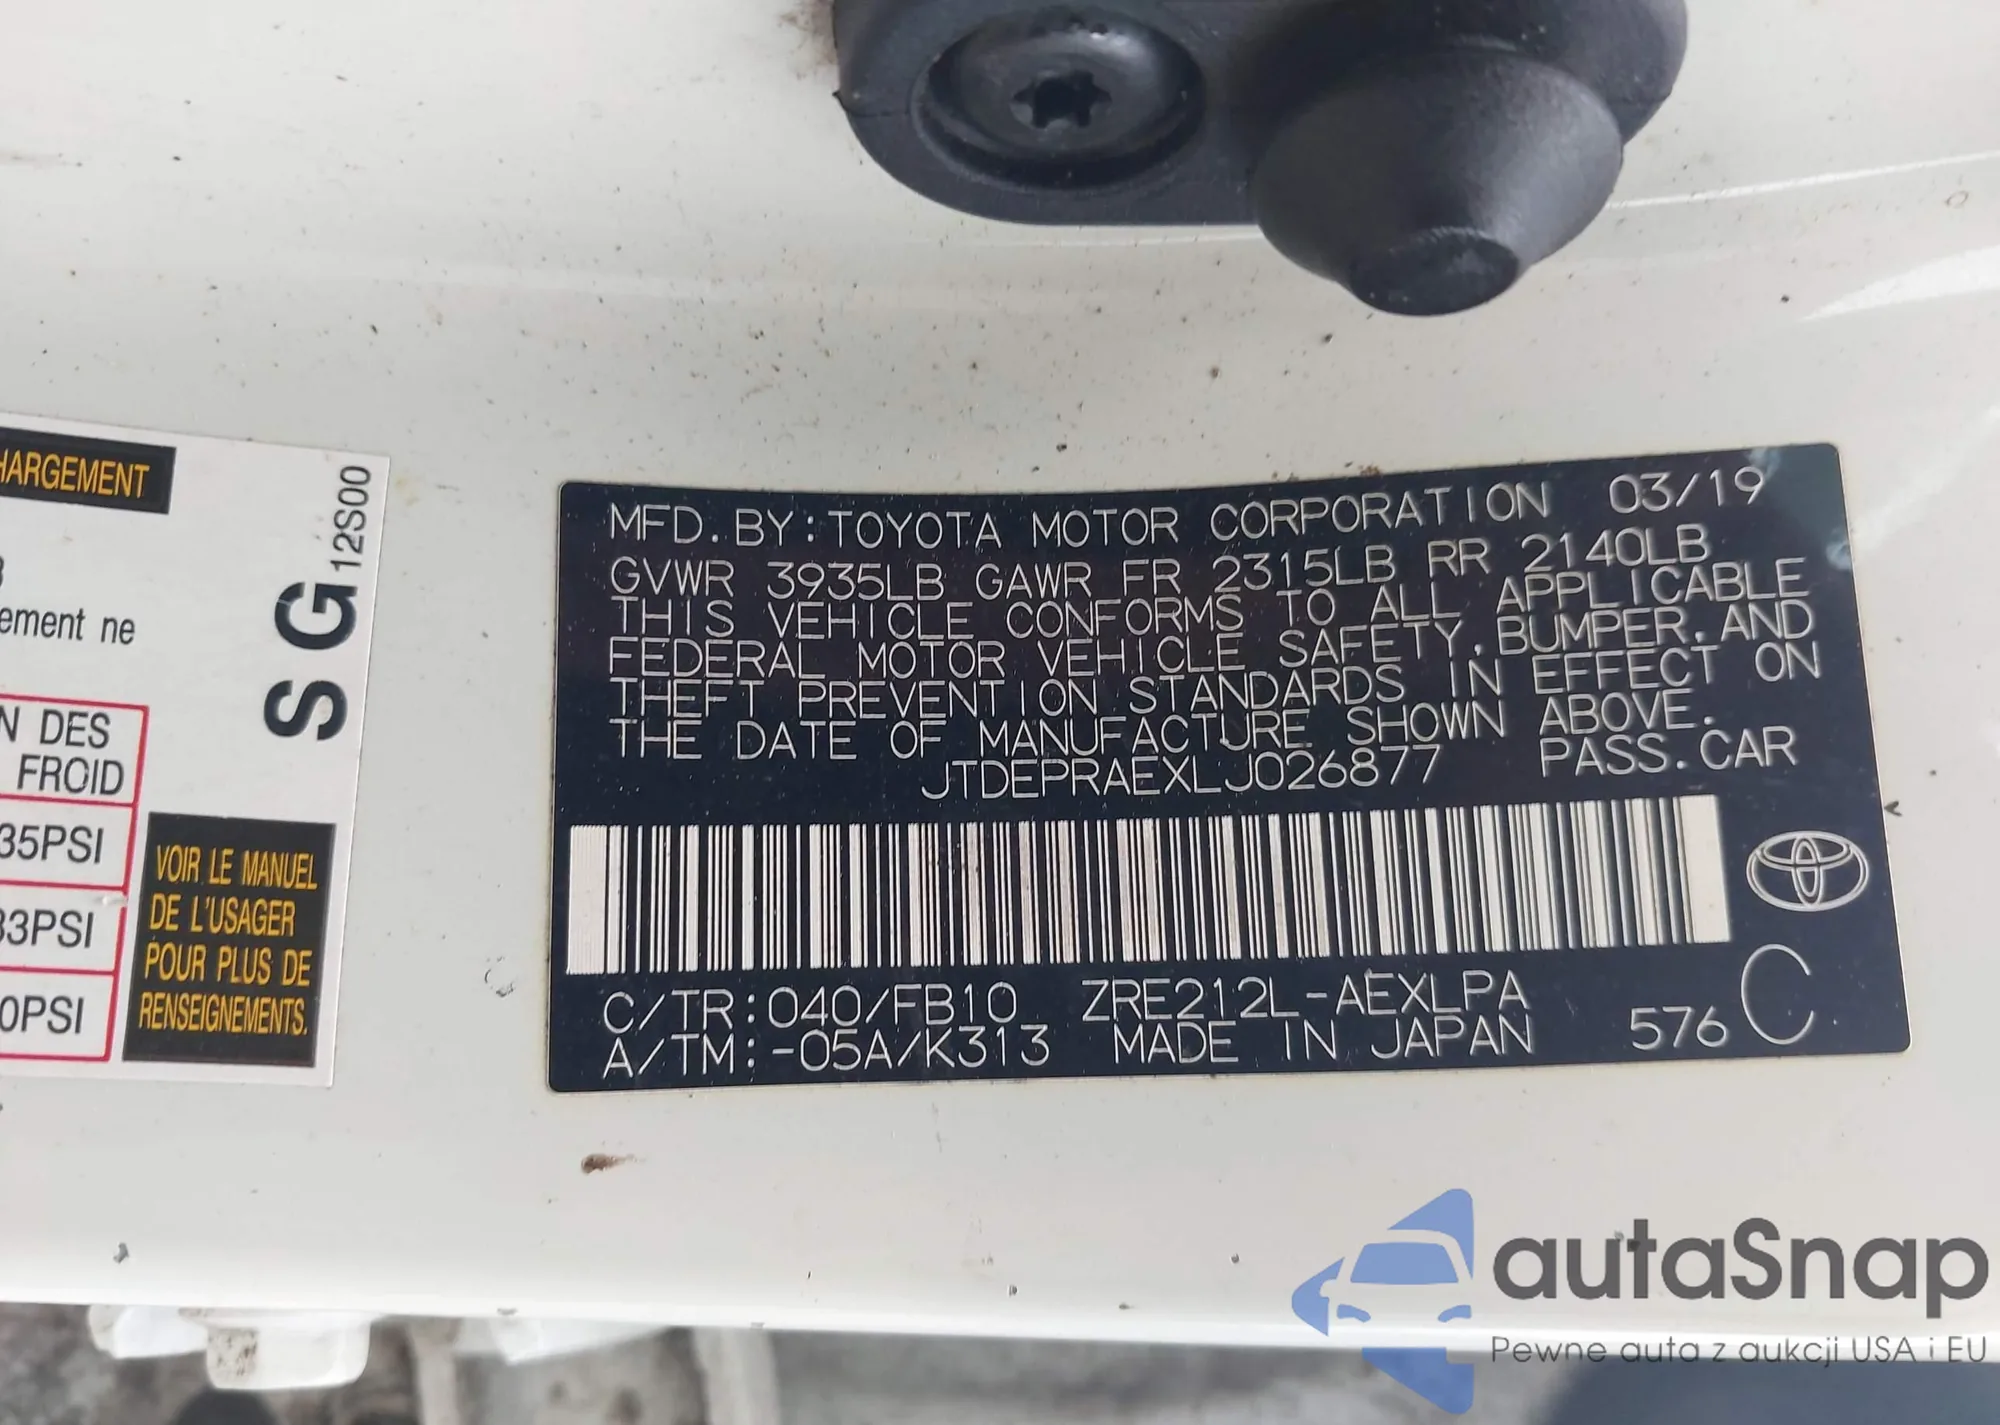 HARGEMENT
12S00
S G
ement ne
N DES
FROID
35PSI
33PSI
0PSI
VOIR LE MANUEL
DE L'USAGER
POUR PLUS DE
RENSEIGNEMENTS.
MFD.BY:TOYOTA MOTOR CORPORATION 03/19
GVWR 3935LB GAWR FR 2315LB RR 2140LB
THIS VEHICLE CONFORMS TO ALL APPLICABLE
FEDERAL MOTOR VEHICLE SAFETY,BUMPER,AND
THEFT PREVENTION STANDARDS IN EFFECT ON
THE DATE OF MANUFACTURE SHOWN ABOVE.
JTDEPRAEXLJ026877 PASS.CAR
C/TR:040/FB10 ZRE212L-AEXLPA
A/TM:-05A/K313 MADE IN JAPAN 576 C
autoSnap
Pewne auta z aukcji USA i EU